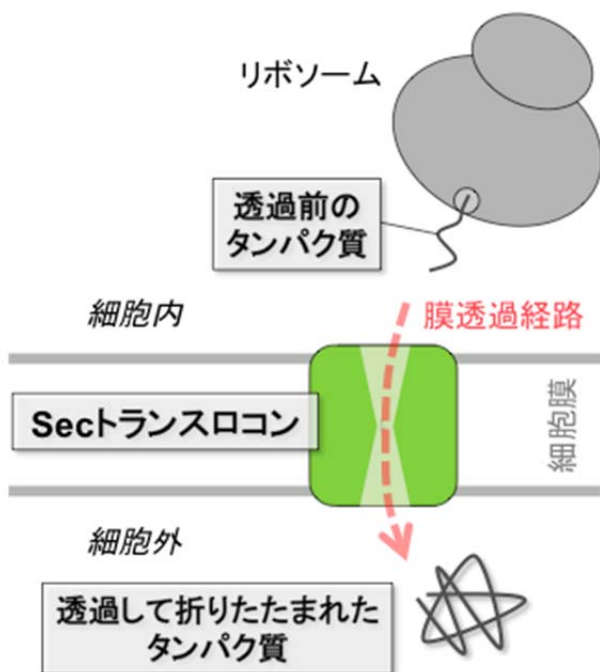 リボソーム
透過前の
タンパク質
細胞内
膜透過経路
Secトランスロコン
細胞膜
細胞外
透過して折りたたまれた
タンパク質